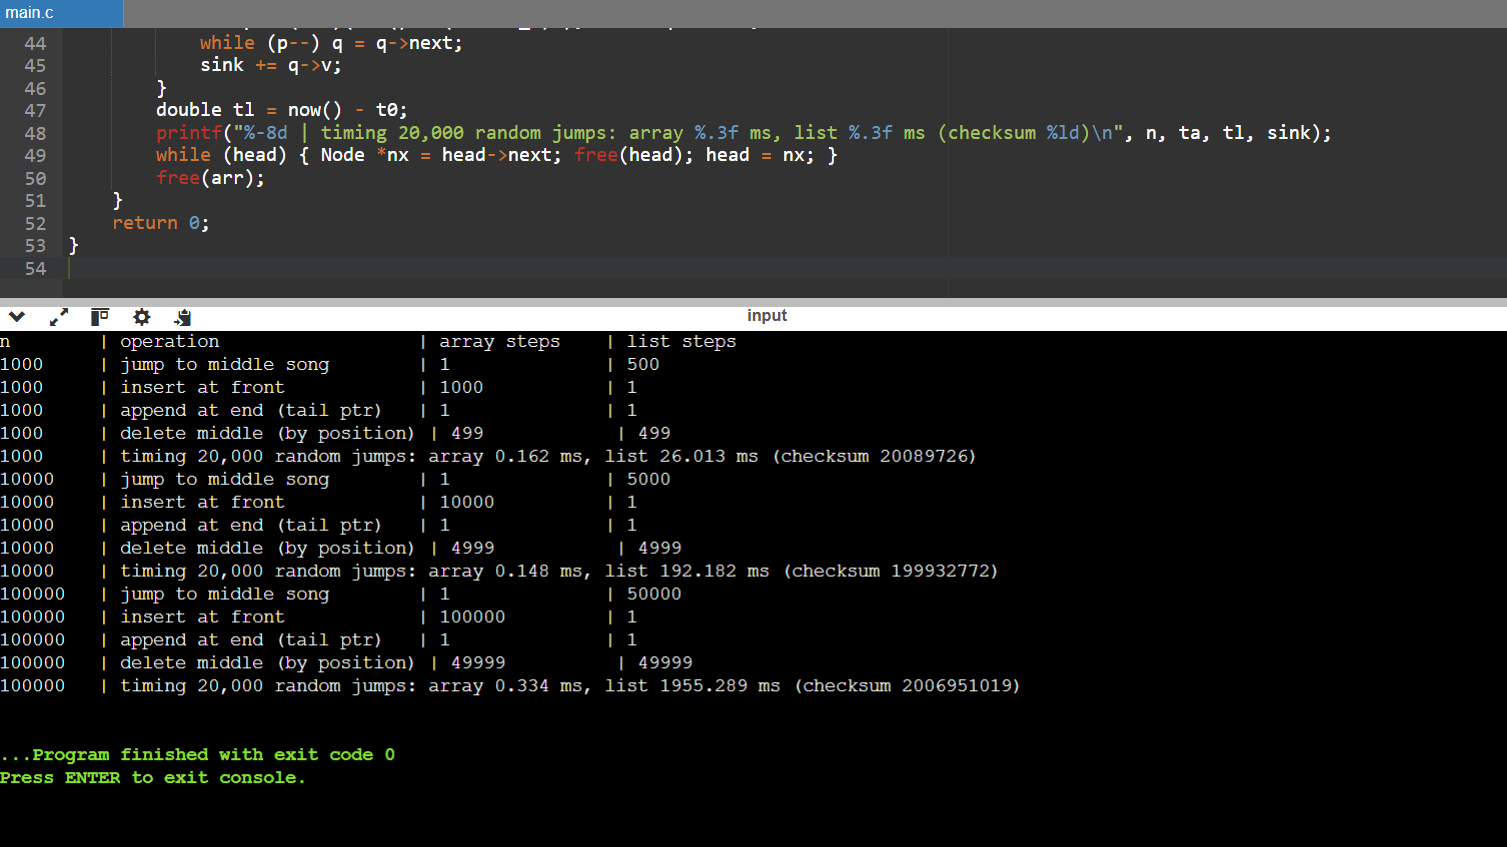 main.c
44 while (p--) q = q->next;
45 sink += q->v;
46 }
47 double tl = now() - t0;
48 printf("%-8d | timing 20,000 random jumps: array %.3f ms, list %.3f ms (checksum %ld)\n", n, ta, tl, sink);
49 while (head) { Node *nx = head->next; free(head); head = nx; }
50 free(arr);
51 }
52 return 0;
53 }
54
input
n | operation | array steps | list steps
1000 | jump to middle song | 1 | 500
1000 | insert at front | 1000 | 1
1000 | append at end (tail ptr) | 1 | 1
1000 | delete middle (by position) | 499 | 499
1000 | timing 20,000 random jumps: array 0.162 ms, list 26.013 ms (checksum 20089726)
10000 | jump to middle song | 1 | 5000
10000 | insert at front | 10000 | 1
10000 | append at end (tail ptr) | 1 | 1
10000 | delete middle (by position) | 4999 | 4999
10000 | timing 20,000 random jumps: array 0.148 ms, list 192.182 ms (checksum 199932772)
100000 | jump to middle song | 1 | 50000
100000 | insert at front | 100000 | 1
100000 | append at end (tail ptr) | 1 | 1
100000 | delete middle (by position) | 49999 | 49999
100000 | timing 20,000 random jumps: array 0.334 ms, list 1955.289 ms (checksum 2006951019)
...Program finished with exit code 0
Press ENTER to exit console.